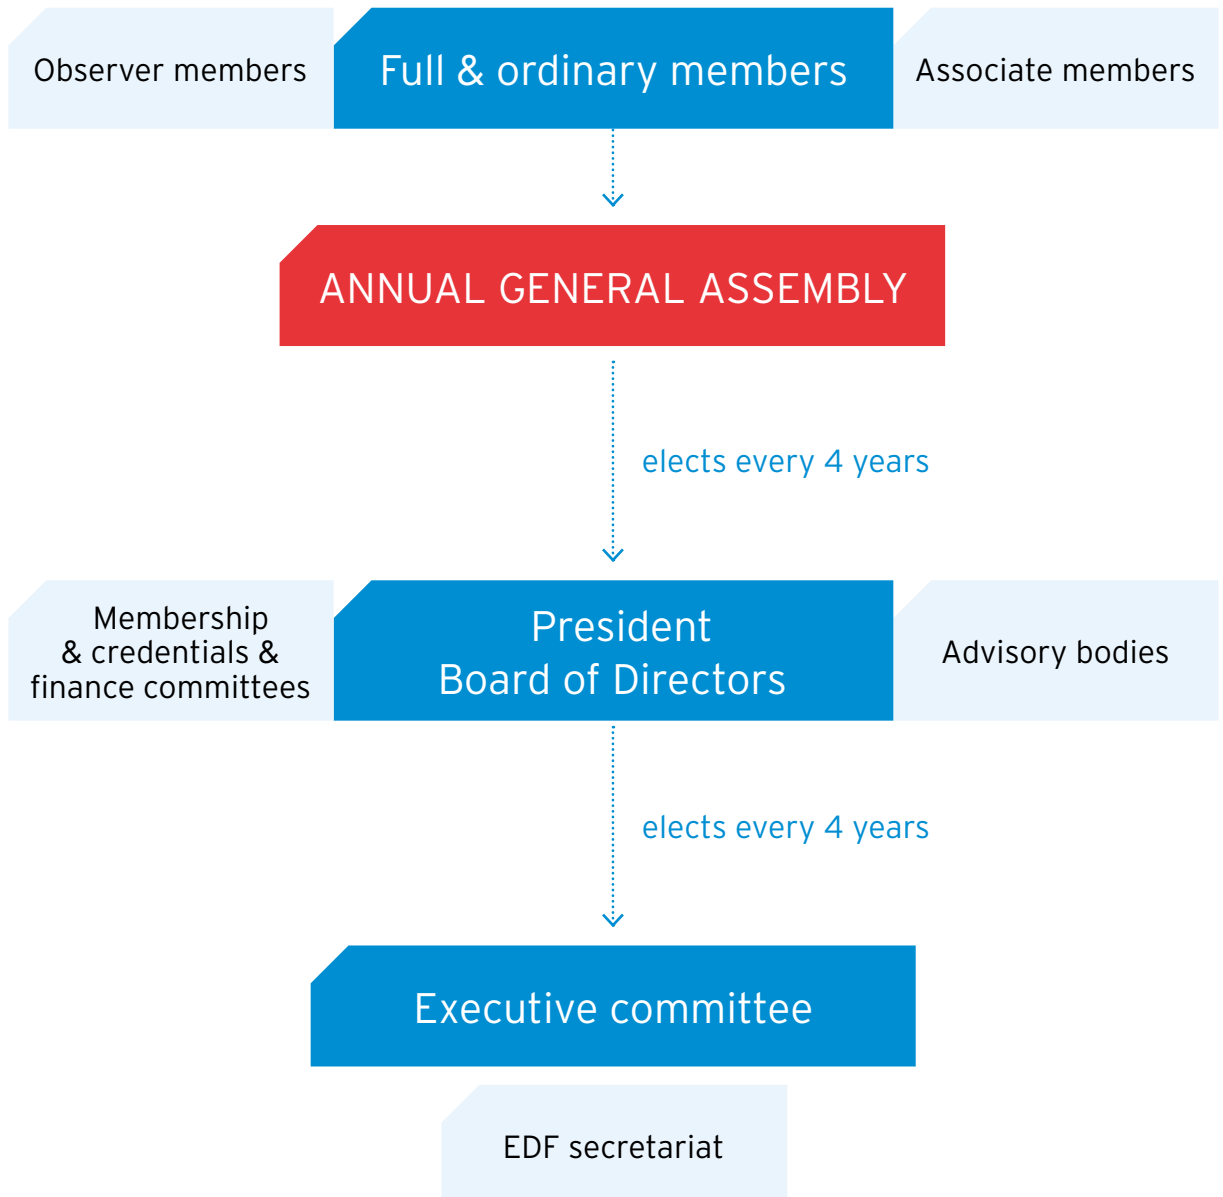 Observer members
Full & ordinary members
Associate members
ANNUAL GENERAL ASSEMBLY
elects every 4 years
Membership
& credentials &
finance committees
President
Board of Directors
Advisory bodies
elects every 4 years
Executive committee
EDF secretariat